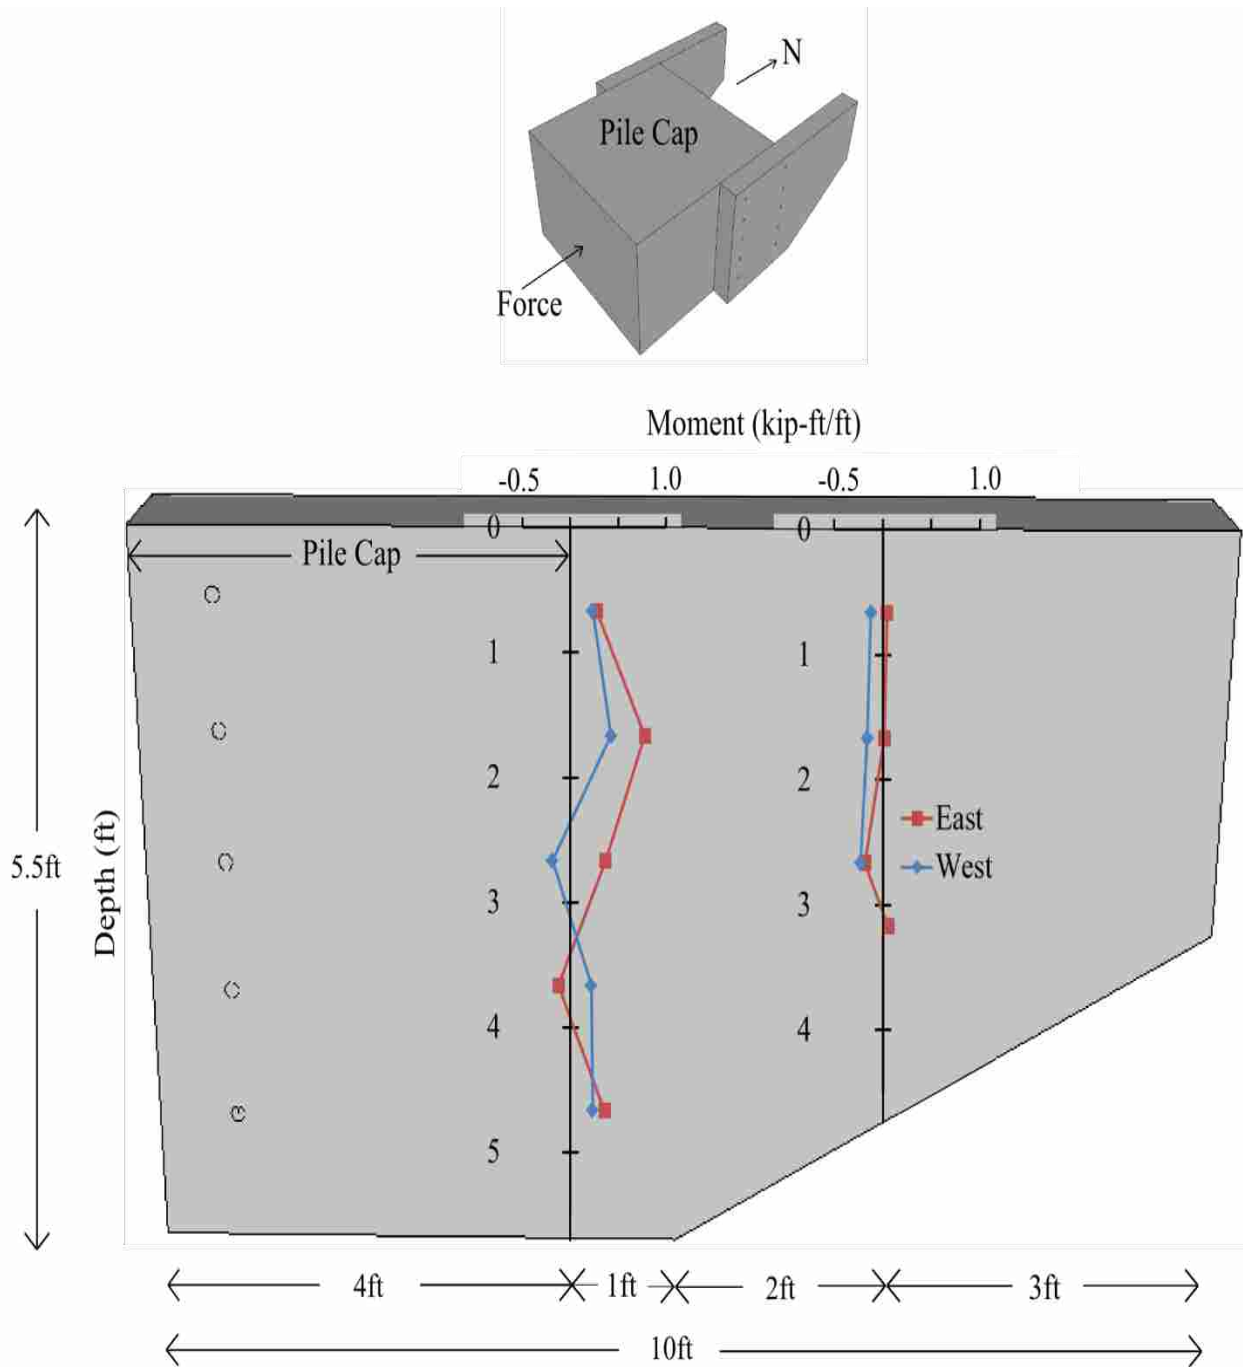 N
Pile Cap
Force
Moment (kip-ft/ft)
-0.5 1.0 -0.5 1.0
0 0
Pile Cap
1 1
2 2
East
5.5ft
West
Depth (ft)
3 3
4 4
5
4ft 1ft 2ft 3ft
10ft